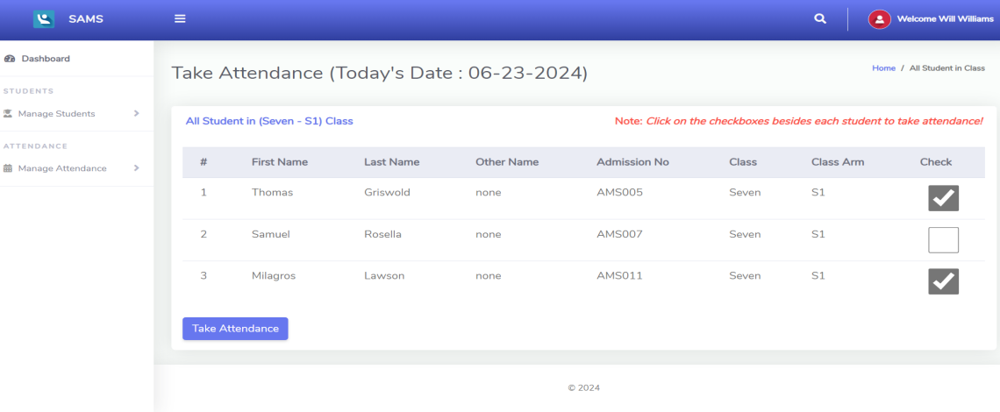 SAMS
Welcome Will Williams
Dashboard
STUDENTS
Manage Students
ATTENDANCE
Manage Attendance
Take Attendance (Today's Date : 06-23-2024)
Home / All Student in Class
All Student in (Seven - S1) Class
Note: Click on the checkboxes besides each student to take attendance!
# First Name Last Name Other Name Admission No Class Class Arm Check
1 Thomas Griswold none AMS005 Seven S1
2 Samuel Rosella none AMS007 Seven S1
3 Milagros Lawson none AMS011 Seven S1
Take Attendance
© 2024